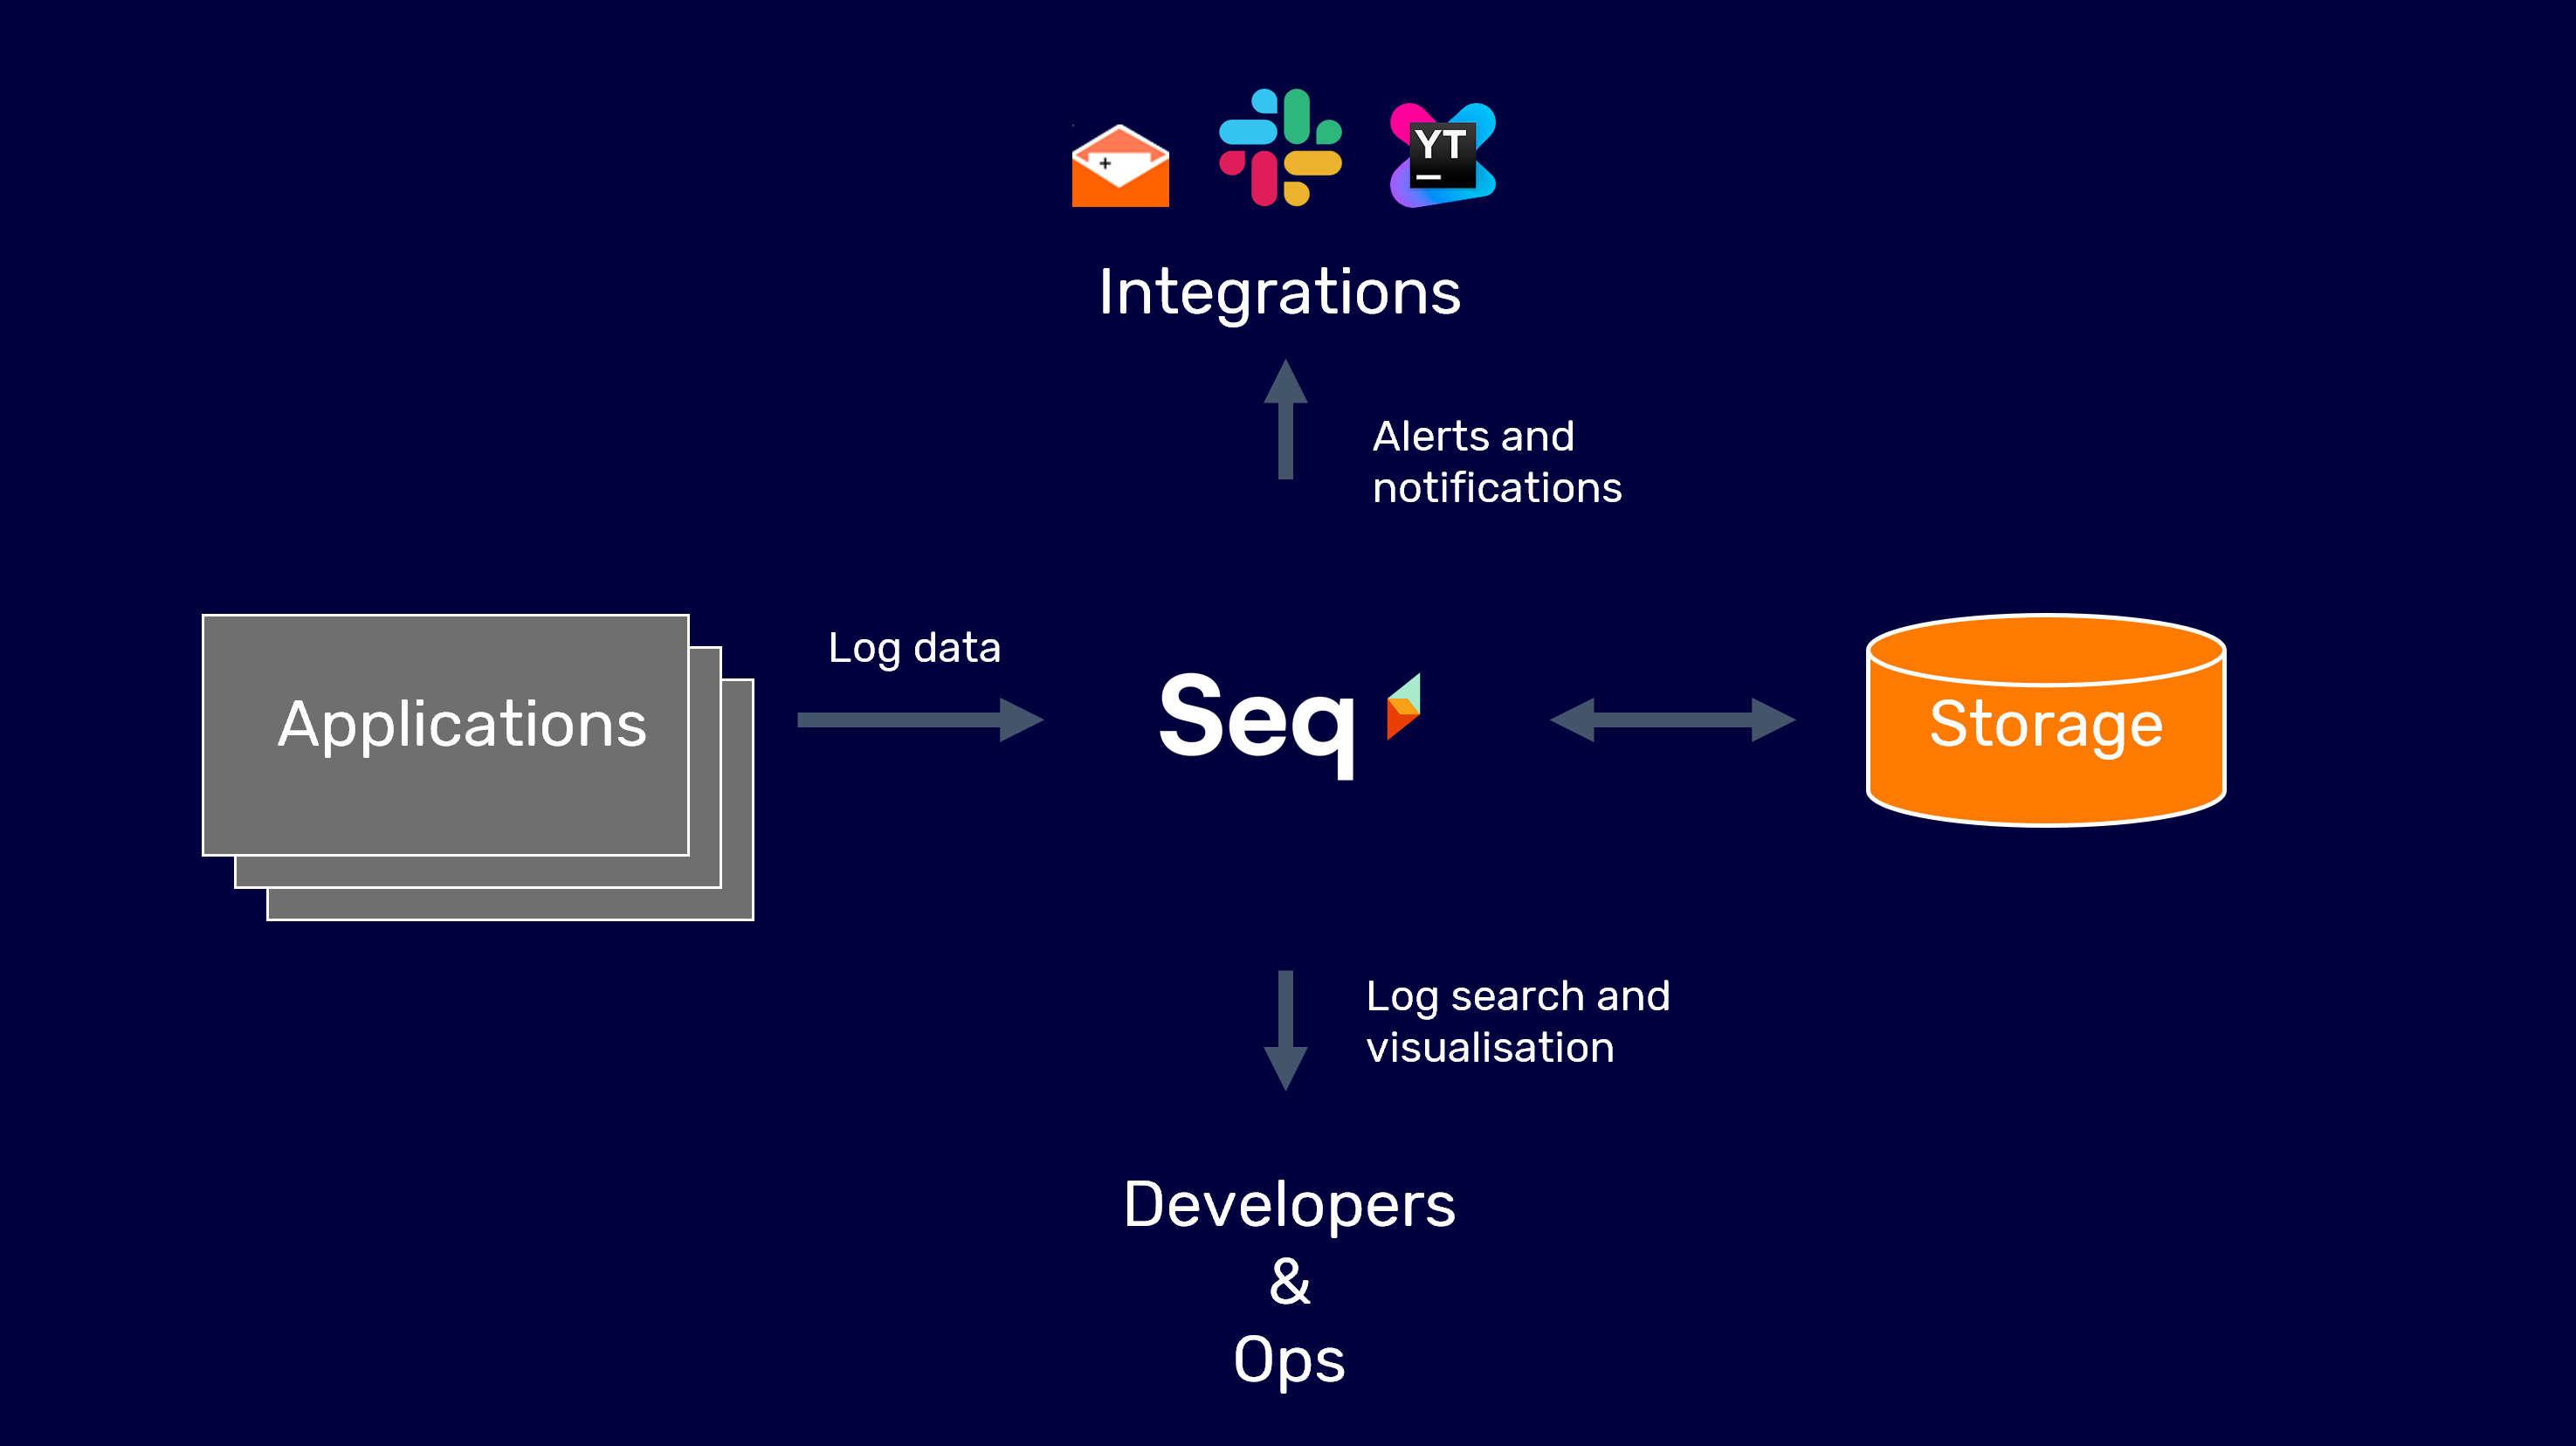 YT
Integrations
Alerts and
notifications
Log data
Applications
Seq
Storage
Log search and
visualisation
Developers
&
Ops